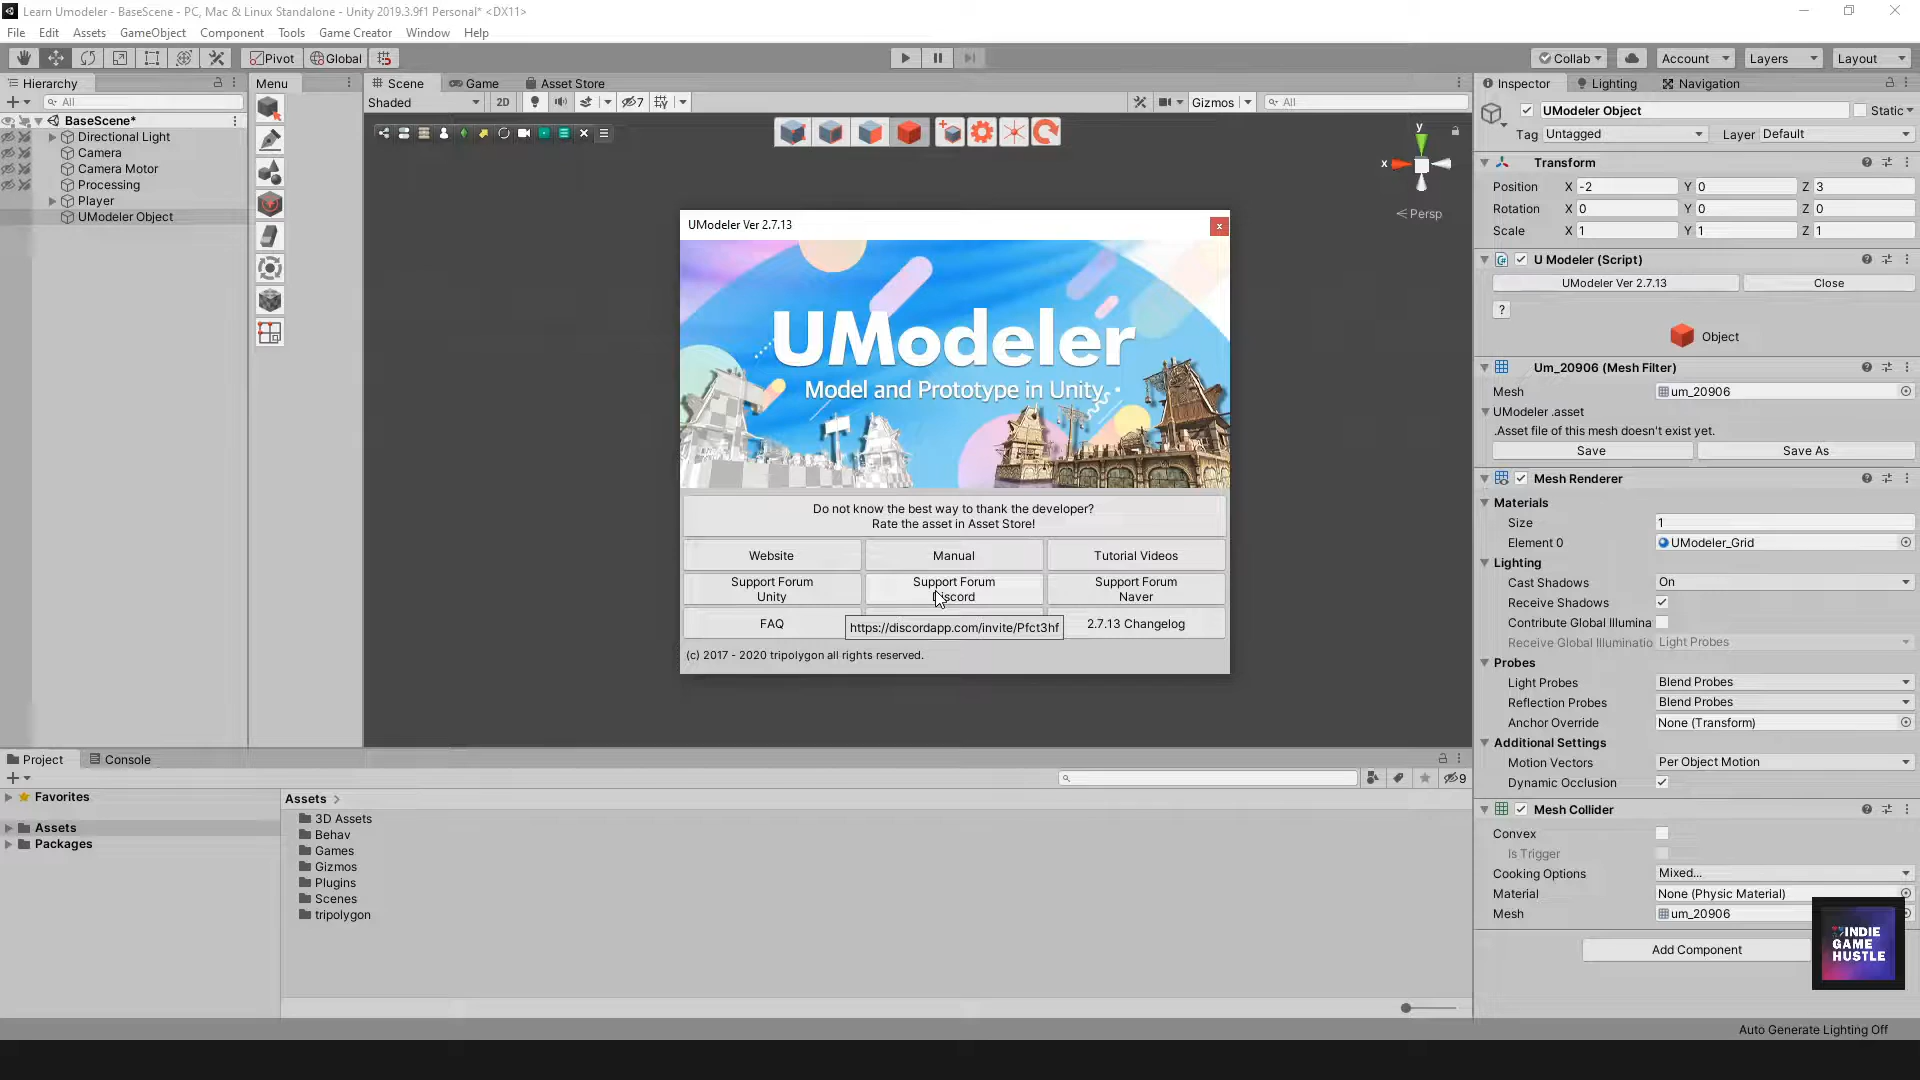 Learn Umodeler - BaseScene - PC, Mac & Linux Standalone - Unity 2019.3.9f1 Personal* <DX11>
File Edit Assets GameObject Component Tools Game Creator Window Help
Pivot Global Collab Account Layers Layout
Hierarchy Menu Scene Game Asset Store Inspector Lighting Navigation
All Shaded 2D 7 Gizmos All
UModeler Object Static
BaseScene*
Directional Light
Camera
Camera Motor
Processing
Player
UModeler Object
y
x
Persp
Tag Untagged Layer Default
Transform
Position X -2 Y 0 Z 3
Rotation X 0 Y 0 Z 0
Scale X 1 Y 1 Z 1
U Modeler (Script)
UModeler Ver 2.7.13 Close
?
Object
Um_20906 (Mesh Filter)
Mesh um_20906
UModeler .asset
.Asset file of this mesh doesn't exist yet.
Save Save As
Mesh Renderer
Materials
Size 1
Element 0 UModeler_Grid
Lighting
Cast Shadows On
Receive Shadows
Contribute Global Illumina
Receive Global Illuminatio Light Probes
Probes
Light Probes Blend Probes
Reflection Probes Blend Probes
Anchor Override None (Transform)
Additional Settings
Motion Vectors Per Object Motion
Dynamic Occlusion
Mesh Collider
Convex
Is Trigger
Cooking Options Mixed...
Material None (Physic Material)
Mesh um_20906
Add Component
UModeler Ver 2.7.13
x
UModeler
Model and Prototype in Unity
Do not know the best way to thank the developer?
Rate the asset in Asset Store!
Website Manual Tutorial Videos
Support Forum Support Forum Support Forum
Unity Naver
FAQ https://discordapp.com/invite/Pfct3hf 2.7.13 Changelog
(c) 2017 - 2020 tripolygon all rights reserved.
Project Console
9
Favorites
Assets
Packages
Assets
3D Assets
Behav
Games
Gizmos
Plugins
Scenes
tripolygon
INDIE
GAME
HUSTLE
Auto Generate Lighting Off